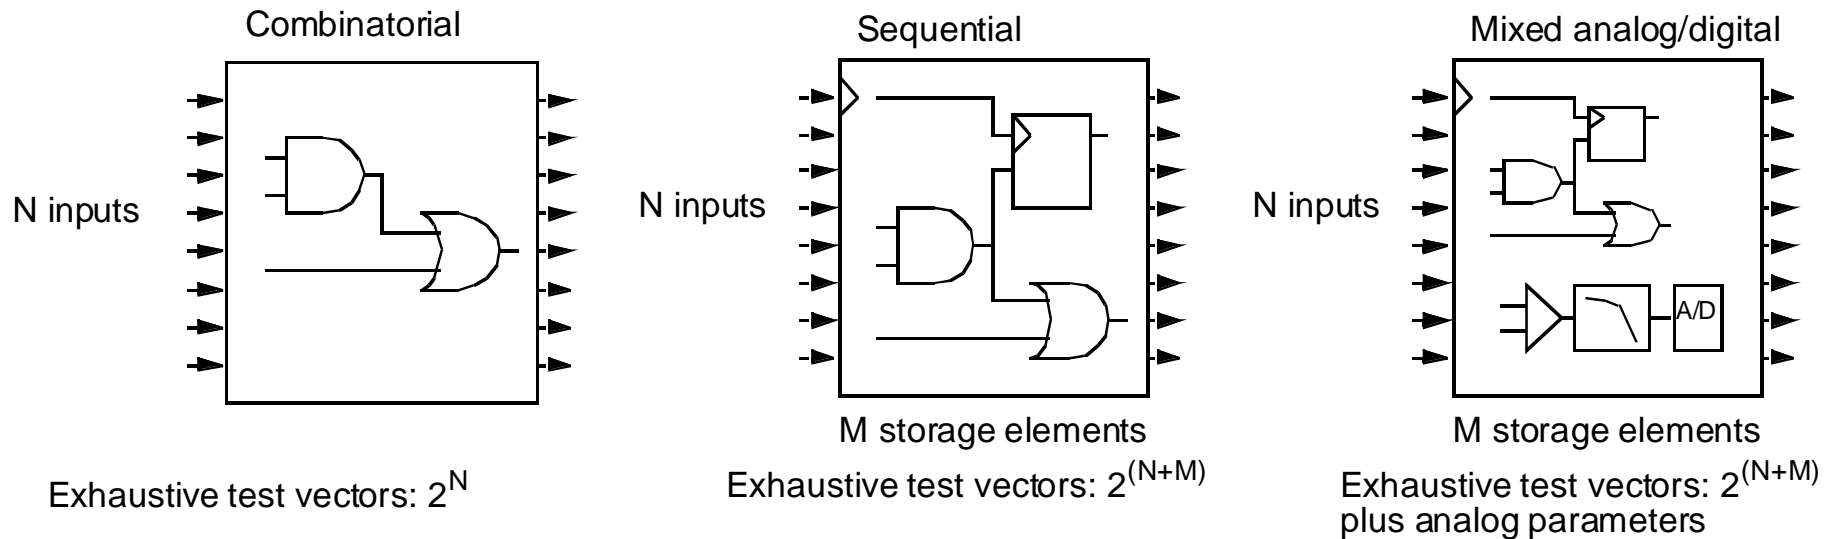 Combinatorial
N inputs
Exhaustive test vectors: 2^N
Sequential
N inputs
M storage elements
Exhaustive test vectors: 2^(N+M)
Mixed analog/digital
N inputs
A/D
M storage elements
Exhaustive test vectors: 2^(N+M)
plus analog parameters